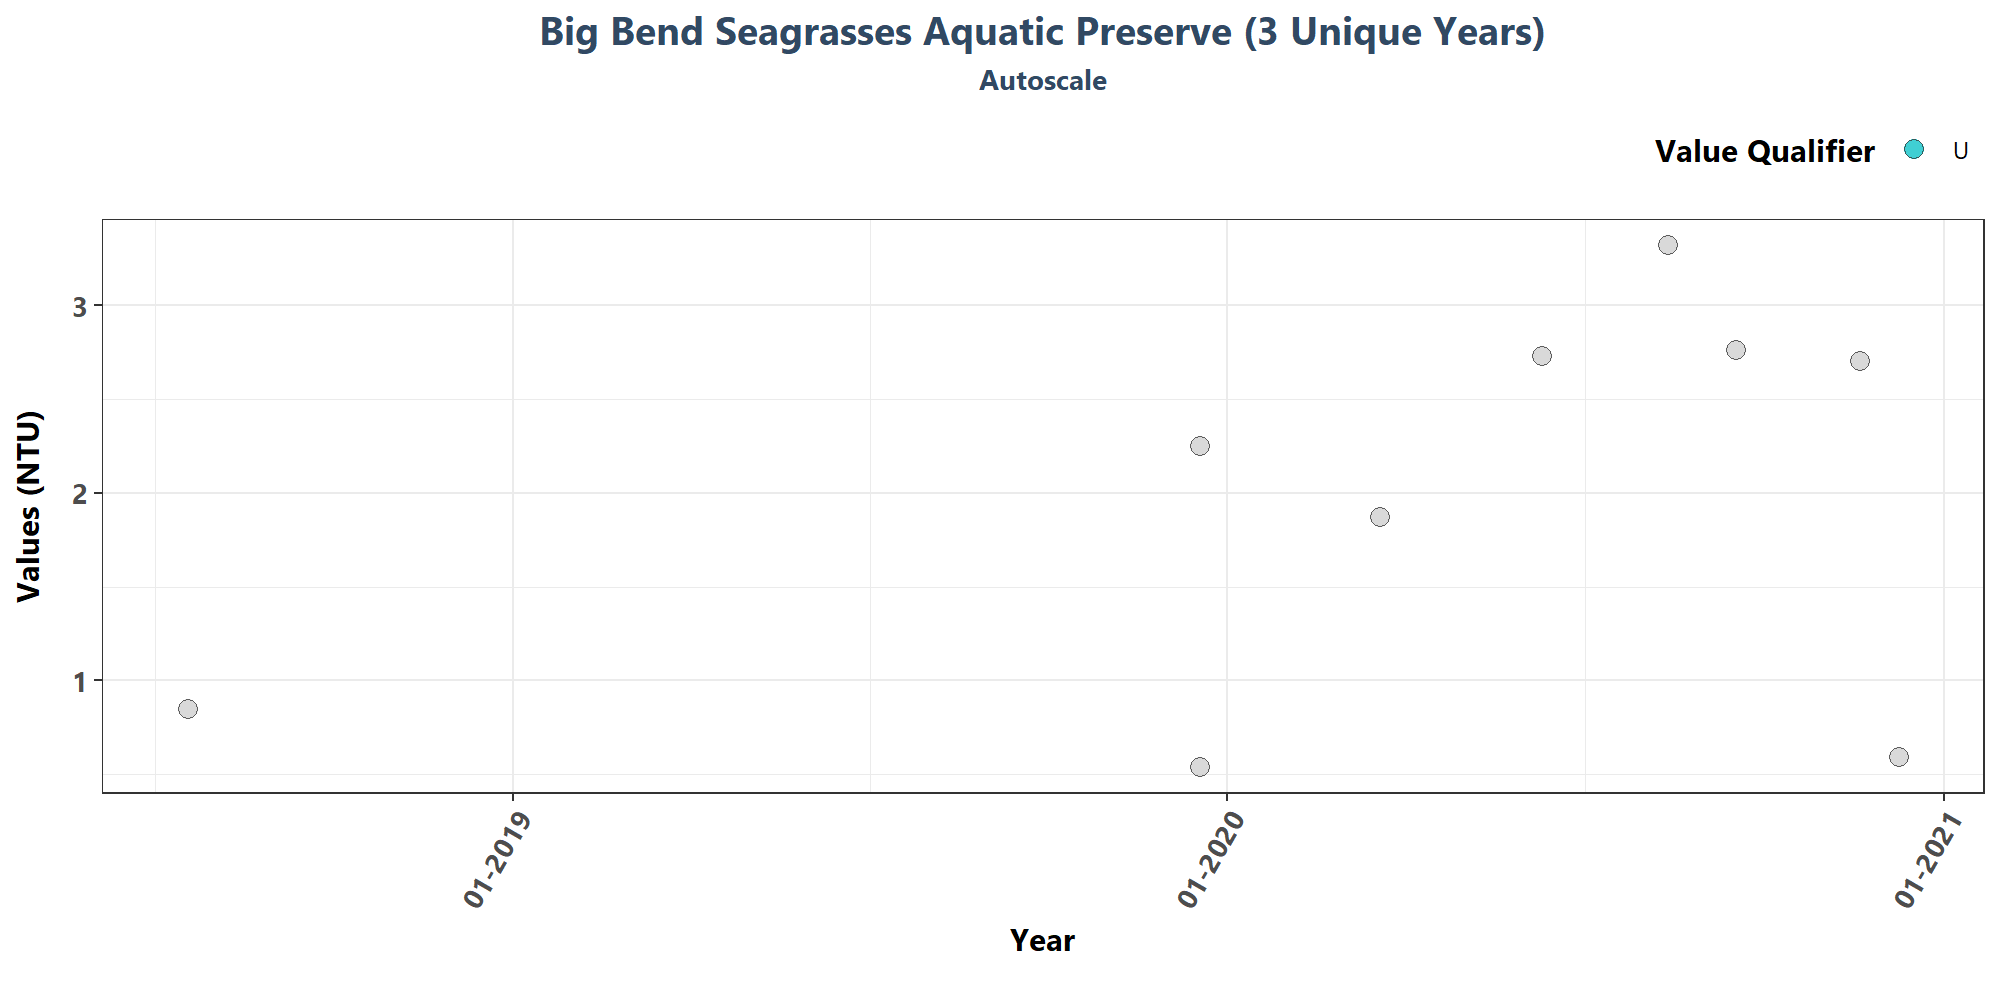 Big Bend Seagrasses Aquatic Preserve (3 Unique Years)
Autoscale
Value Qualifier U
Values (NTU)
3
2
1
01-2019
01-2020
01-2021
Year